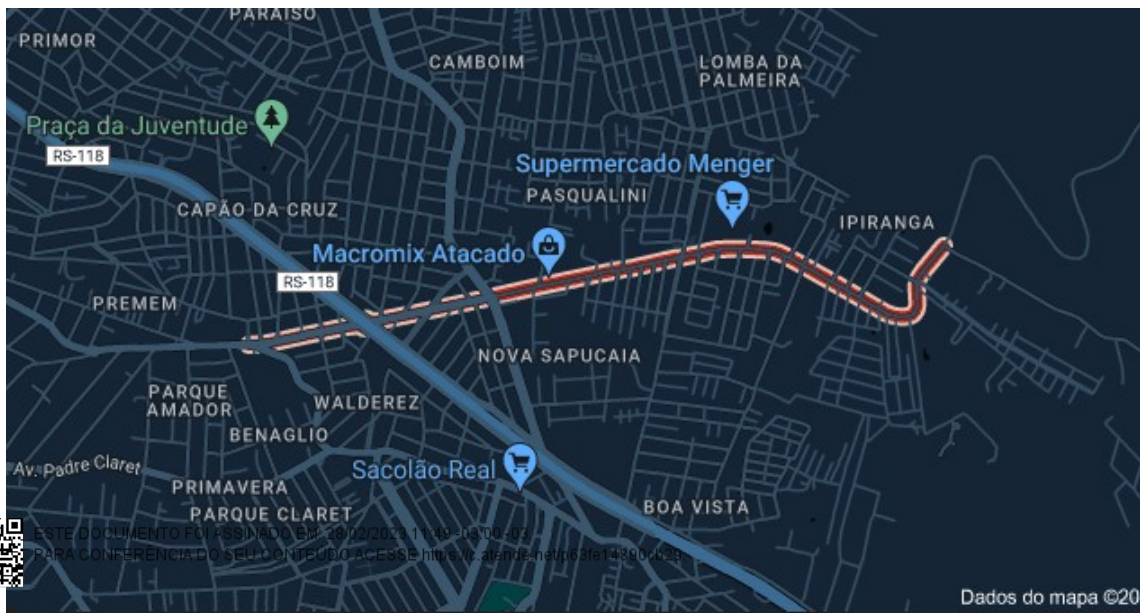 PARAÍSO
PRIMOR
CAMBOIM
LOMBA DA
PALMEIRA
Praça da Juventude
RS-118
Supermercado Menger
PASQUALINI
CAPÃO DA CRUZ
IPIRANGA
Macromix Atacado
RS-118
PREMEM
NOVA SAPUCAIA
PARQUE
AMADOR
WALDEREZ
BENAGLIO
Av. Padre Claret
Sacolão Real
PRIMAVERA
PARQUE CLARET
BOA VISTA
ESTE DOCUMENTO FOI ASSINADO EM: 28/02/2023 11:49 -03:00 -03
PARA CONFERÊNCIA DO SEU CONTEÚDO ACESSE
Dados do mapa ©20